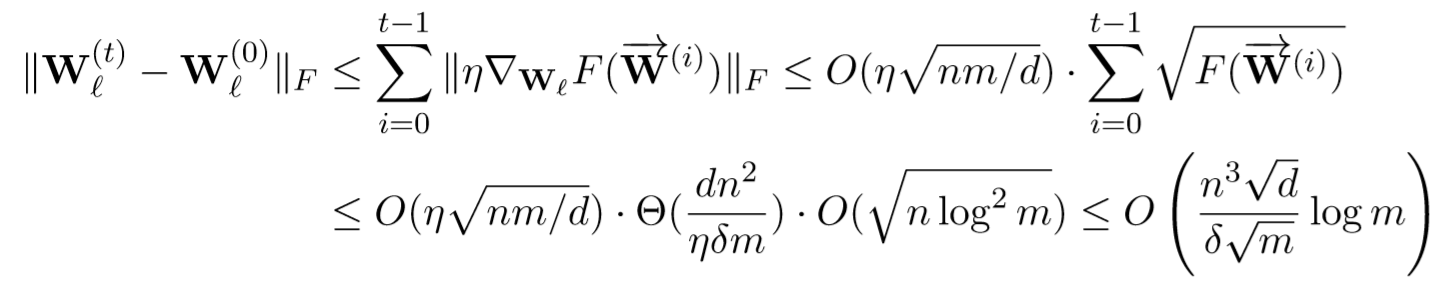 \|\mathbf{W}_{\ell}^{(t)} - \mathbf{W}_{\ell}^{(0)}\|_F \leq \sum_{i=0}^{t-1} \|\eta \nabla_{\mathbf{W}_{\ell}} F(\overrightarrow{\mathbf{W}}^{(i)})\|_F \leq O(\eta\sqrt{nm/d}) \cdot \sum_{i=0}^{t-1} \sqrt{F(\overrightarrow{\mathbf{W}}^{(i)})}
\leq O(\eta\sqrt{nm/d}) \cdot \Theta(\frac{dn^2}{\eta\delta m}) \cdot O(\sqrt{n \log^2 m}) \leq O\left(\frac{n^3\sqrt{d}}{\delta\sqrt{m}} \log m\right)